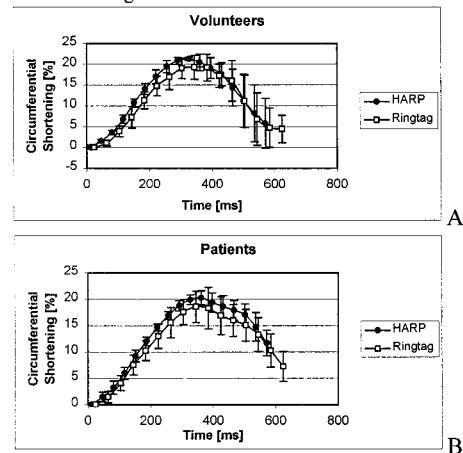 Volunteers
Circumferential
Shortening [%]
25
20
15
10
5
0
-5
0
200
400
600
800
Time [ms]
HARP
Ringtag
A
Patients
Circumferential
Shortening [%]
25
20
15
10
5
0
0
200
400
600
800
Time [ms]
HARP
Ringtag
B